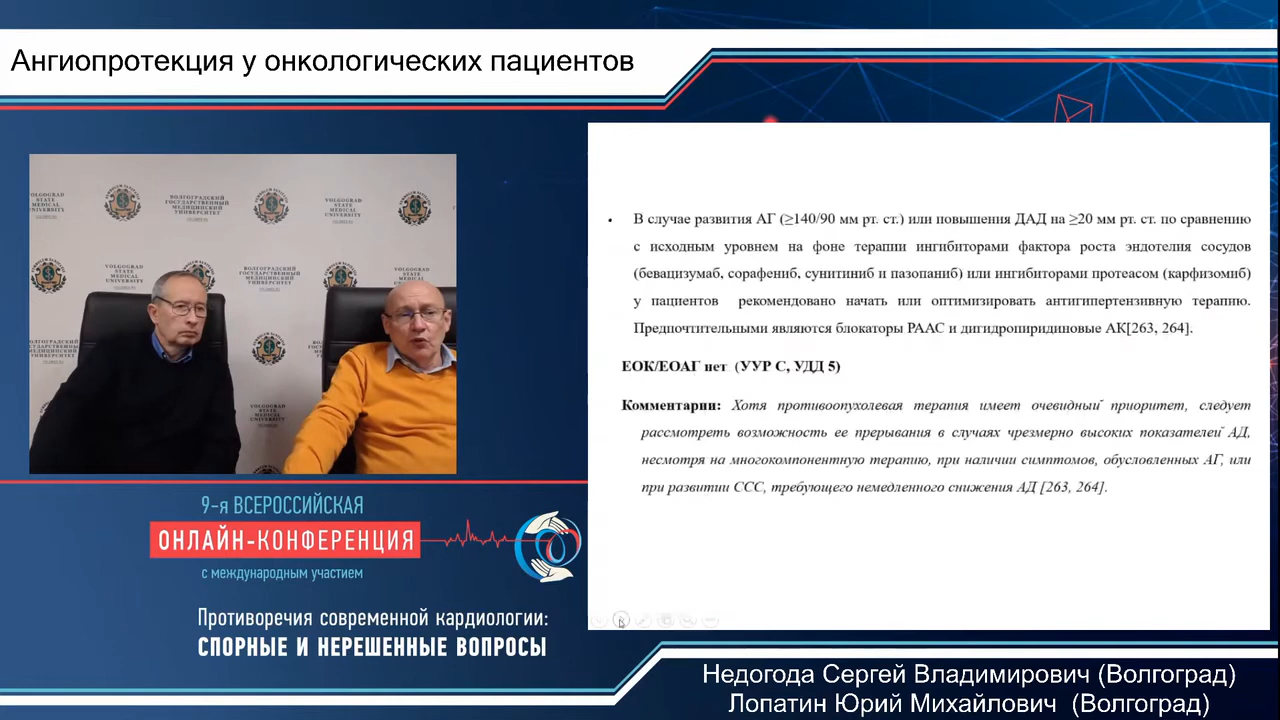 Ангиопротекция у онкологических пациентов
VOLGOGRAD
STATE
MEDICAL
UNIVERSITY
ВОЛГОГРАДСКИЙ
ГОСУДАРСТВЕННЫЙ
МЕДИЦИНСКИЙ
УНИВЕРСИТЕТ
VOLGOGRAD
STATE
MEDICAL
UNIVERSITY
• В случае развития АГ (≥140/90 мм рт. ст.) или повышения ДАД на ≥20 мм рт. ст. по сравнению
с исходным уровнем на фоне терапии ингибиторами фактора роста эндотелия сосудов
(бевацизумаб, сорафениб, сунитиниб и пазопаниб) или ингибиторами протеасом (карфизомиб)
у пациентов рекомендовано начать или оптимизировать антигипертензивную терапию.
Предпочтительными являются блокаторы РААС и дигидропиридиновые АК[263, 264].
ЕОК/ЕОАГ нет (УУР С, УДД 5)
Комментарии: Хотя противоопухолевая терапия имеет очевидный приоритет, следует
рассмотреть возможность ее прерывания в случаях чрезмерно высоких показателей АД,
несмотря на многокомпонентную терапию, при наличии симптомов, обусловленных АГ, или
при развитии ССС, требующего немедленного снижения АД [263, 264].
9-я ВСЕРОССИЙСКАЯ
ОНЛАЙН-КОНФЕРЕНЦИЯ
с международным участием
Противоречия современной кардиологии:
СПОРНЫЕ И НЕРЕШЕННЫЕ ВОПРОСЫ
Недогода Сергей Владимирович (Волгоград)
Лопатин Юрий Михайлович (Волгоград)